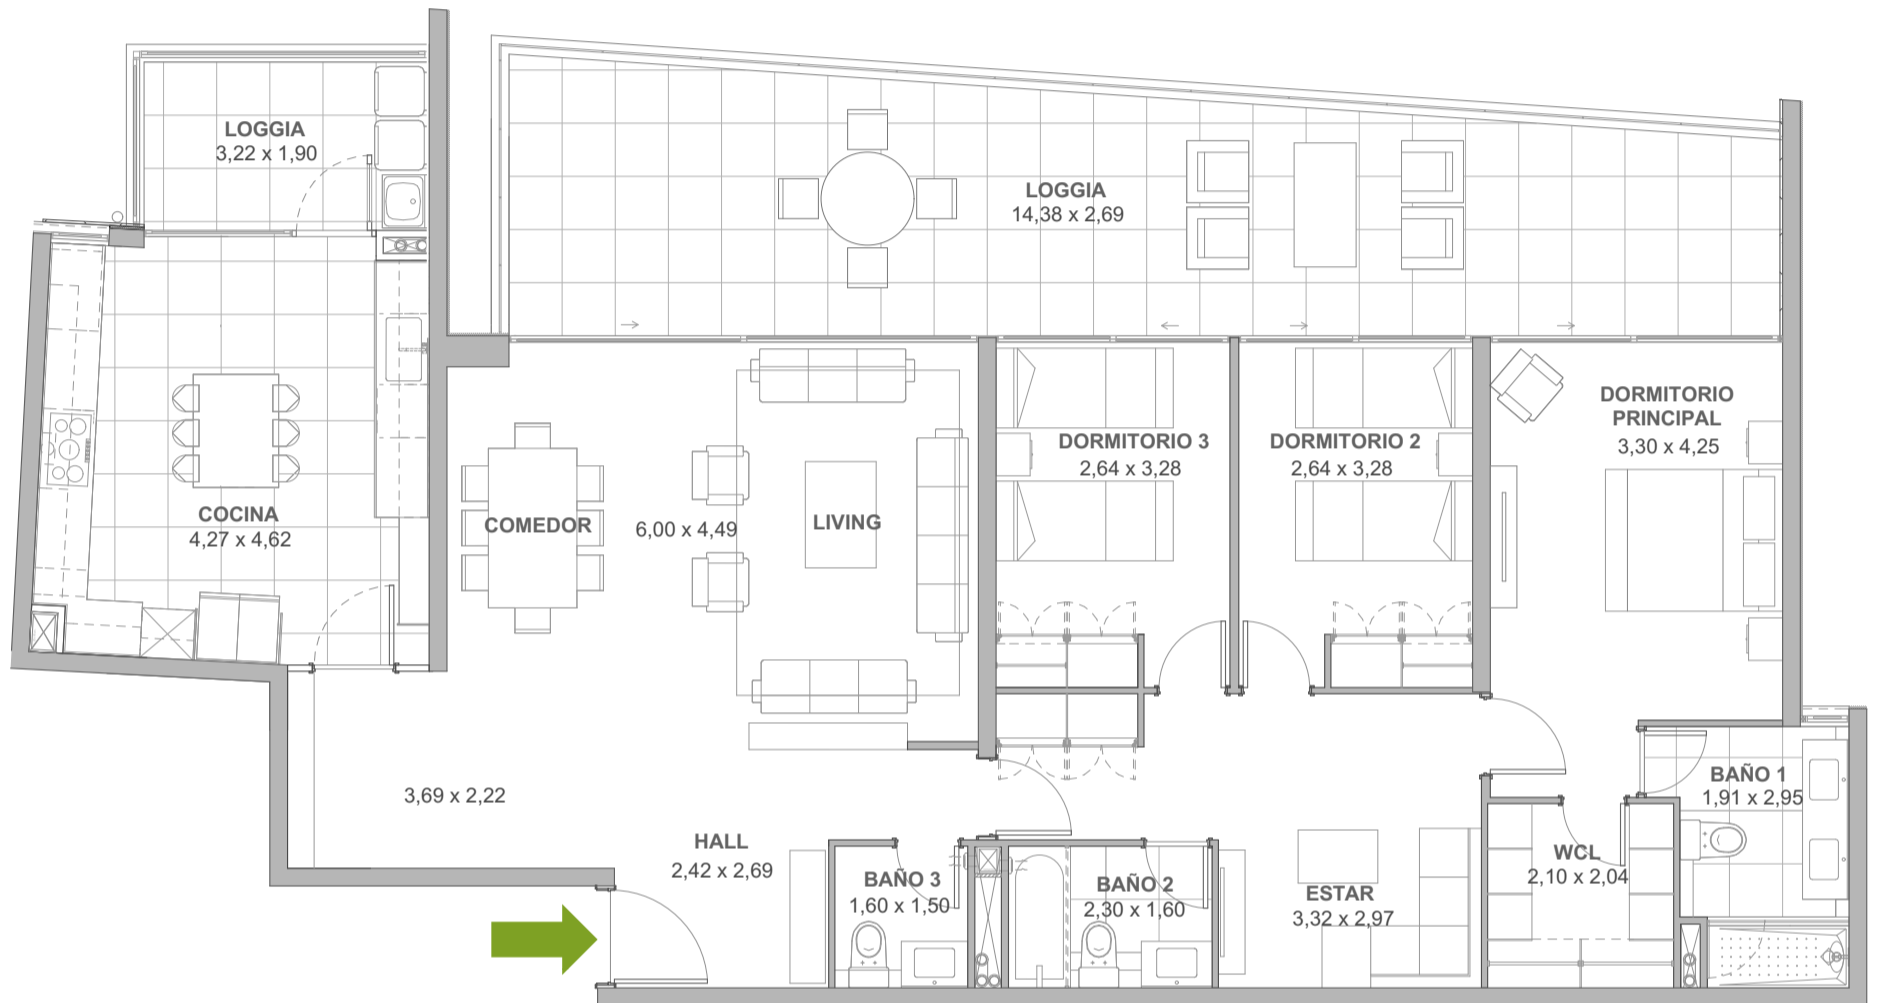 LOGGIA
3,22 x 1,90
LOGGIA
14,38 x 2,69
DORMITORIO
PRINCIPAL
3,30 x 4,25
DORMITORIO 3
2,64 x 3,28
DORMITORIO 2
2,64 x 3,28
COCINA
4,27 x 4,62
COMEDOR
6,00 x 4,49
LIVING
3,69 x 2,22
HALL
2,42 x 2,69
BAÑO 3
1,60 x 1,50
BAÑO 2
2,30 x 1,60
ESTAR
3,32 x 2,97
WCL
2,10 x 2,04
BAÑO 1
1,91 x 2,95